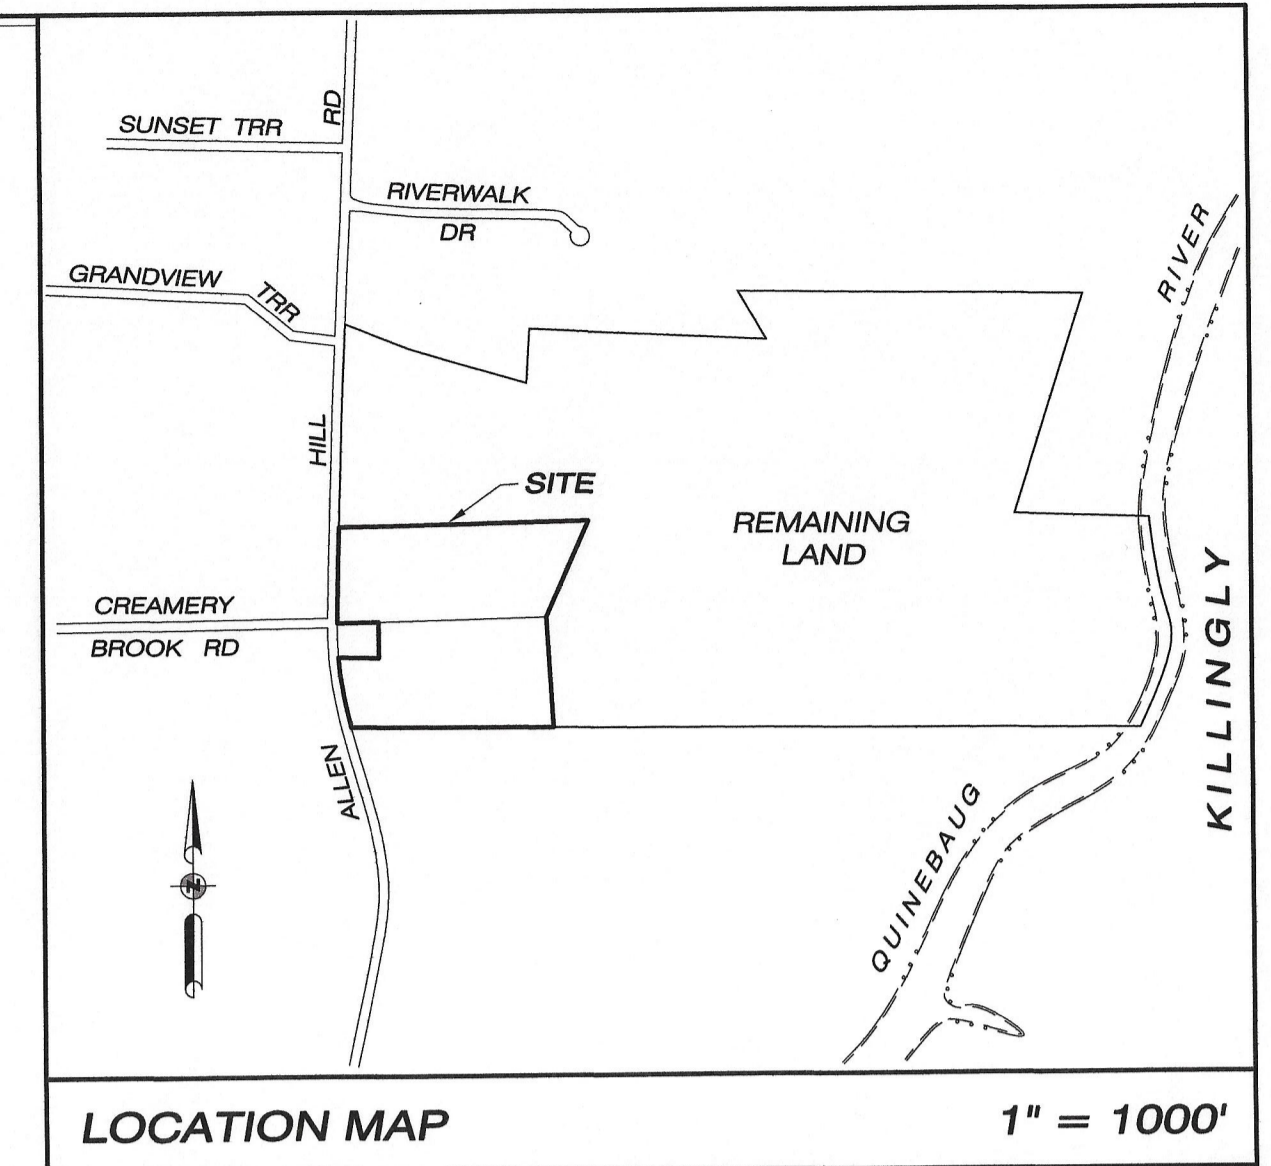 SUNSET TRR
RD
RIVERWALK
DR
GRANDVIEW
TRR
RIVER
HILL
SITE
REMAINING
LAND
CREAMERY
BROOK RD
KILLINGLY
ALLEN
QUINEBAUG
N
LOCATION MAP
1" = 1000'